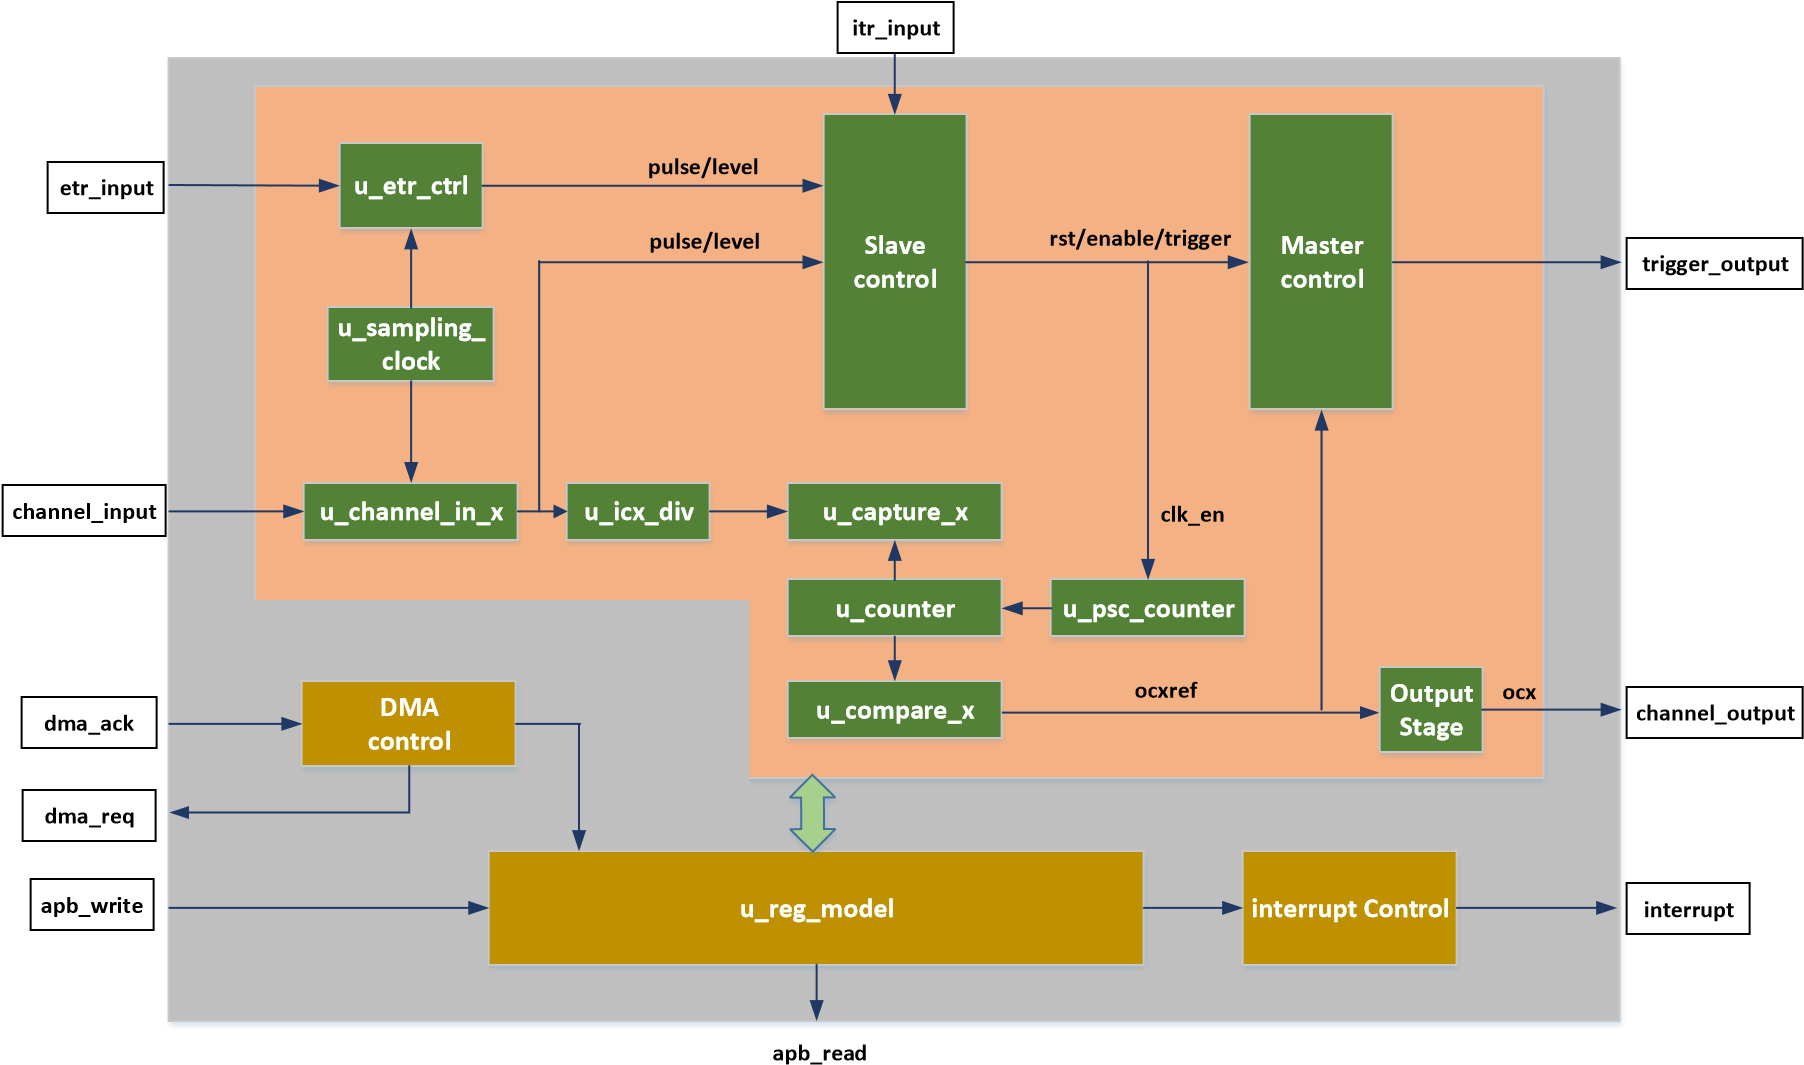 itr_input
etr_input
u_etr_ctrl
pulse/level
pulse/level
Slave
control
rst/enable/trigger
Master
control
trigger_output
u_sampling_
clock
channel_input
u_channel_in_x
u_icx_div
u_capture_x
clk_en
u_counter
u_psc_counter
dma_ack
DMA
control
u_compare_x
ocxref
Output
Stage
ocx
channel_output
dma_req
apb_write
u_reg_model
interrupt Control
interrupt
apb_read